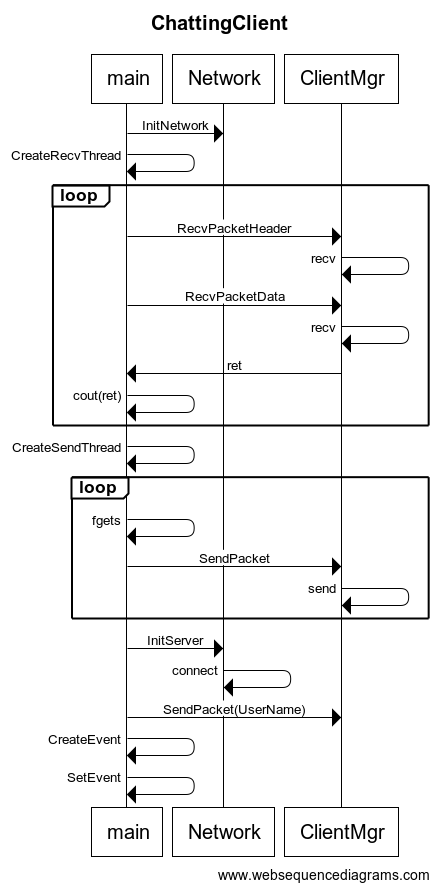 ChattingClient
main
Network
ClientMgr
InitNetwork
CreateRecvThread
loop
RecvPacketHeader
recv
RecvPacketData
recv
ret
cout(ret)
CreateSendThread
loop
fgets
SendPacket
send
InitServer
connect
SendPacket(UserName)
CreateEvent
SetEvent
main
Network
ClientMgr
www.websequencediagrams.com